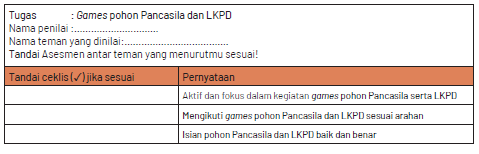 Tugas : Games pohon Pancasila dan LKPD
Nama penilai :..............................
Nama teman yang dinilai:.....................................
Tandai Asesmen antar teman yang menurutmu sesuai!
Tandai ceklis (✓) jika sesuai Pernyataan
Aktif dan fokus dalam kegiatan games pohon Pancasila serta LKPD
Mengikuti games pohon Pancasila dan LKPD sesuai arahan
Isian pohon Pancasila dan LKPD baik dan benar